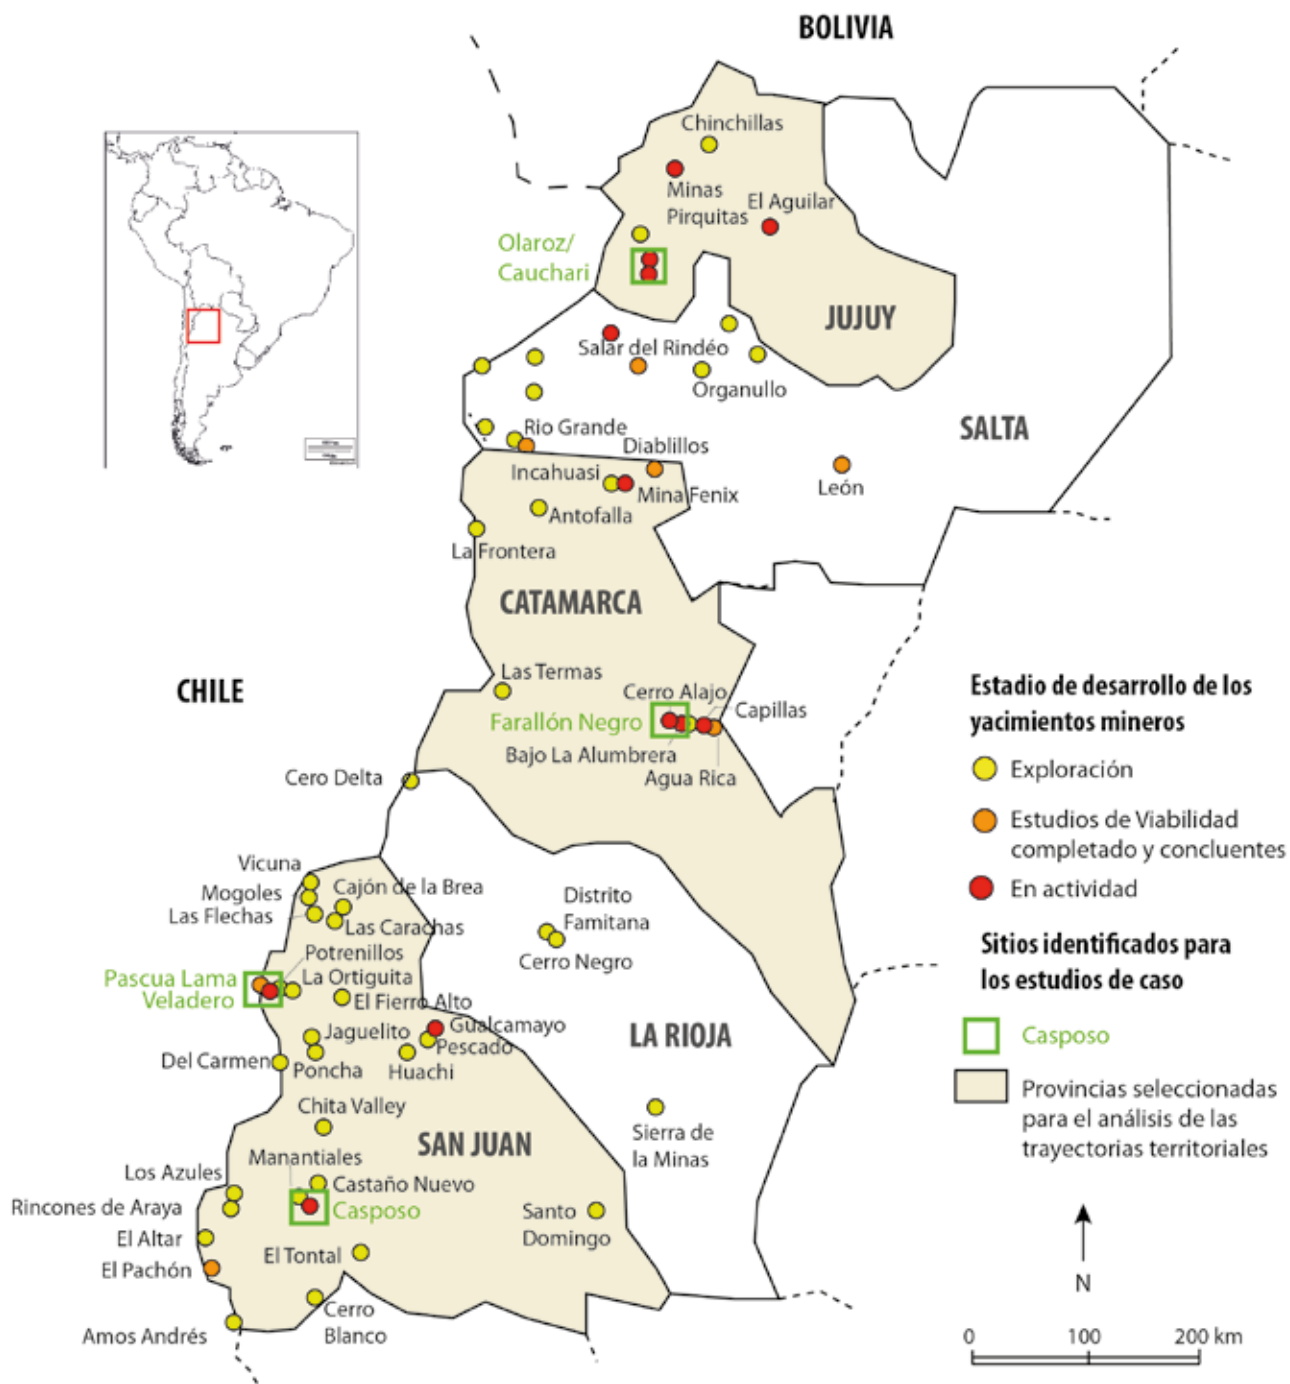 BOLIVIA
Chinchillas
Minas
Pirquitas
El Aguilar
Olaroz/
Cauchari
JUJUY
Salar del Rindéo
Organullo
SALTA
Rio Grande
Diablillos
Incahuasi
Mina Fenix
León
Antofalla
La Frontera
CATAMARCA
CHILE
Las Termas
Cerro Alajo
Capillas
Farallón Negro
Bajo La Alumbrera
Agua Rica
Cero Delta
Vicuna
Mogoles
Cajón de la Brea
Las Flechas
Las Carachas
Distrito
Famitana
Cerro Negro
Potrenillos
Pascua Lama
Veladero
La Ortiguita
El Fierro Alto
Gualcamayo
Jaguelito
Pescado
LA RIOJA
Del Carmen
Poncha
Huachi
Chita Valley
SAN JUAN
Sierra de
la Minas
Manantiales
Los Azules
Castaño Nuevo
Rincones de Araya
Casposo
Santo
Domingo
El Altar
El Tontal
El Pachón
Cerro
Blanco
Amos Andrés
Estadio de desarrollo de los
yacimientos mineros
Exploración
Estudios de Viabilidad
completado y concluentes
En actividad
Sitios identificados para
los estudios de caso
Casposo
Provincias seleccionadas
para el análisis de las
trayectorias territoriales
N
0 100 200 km